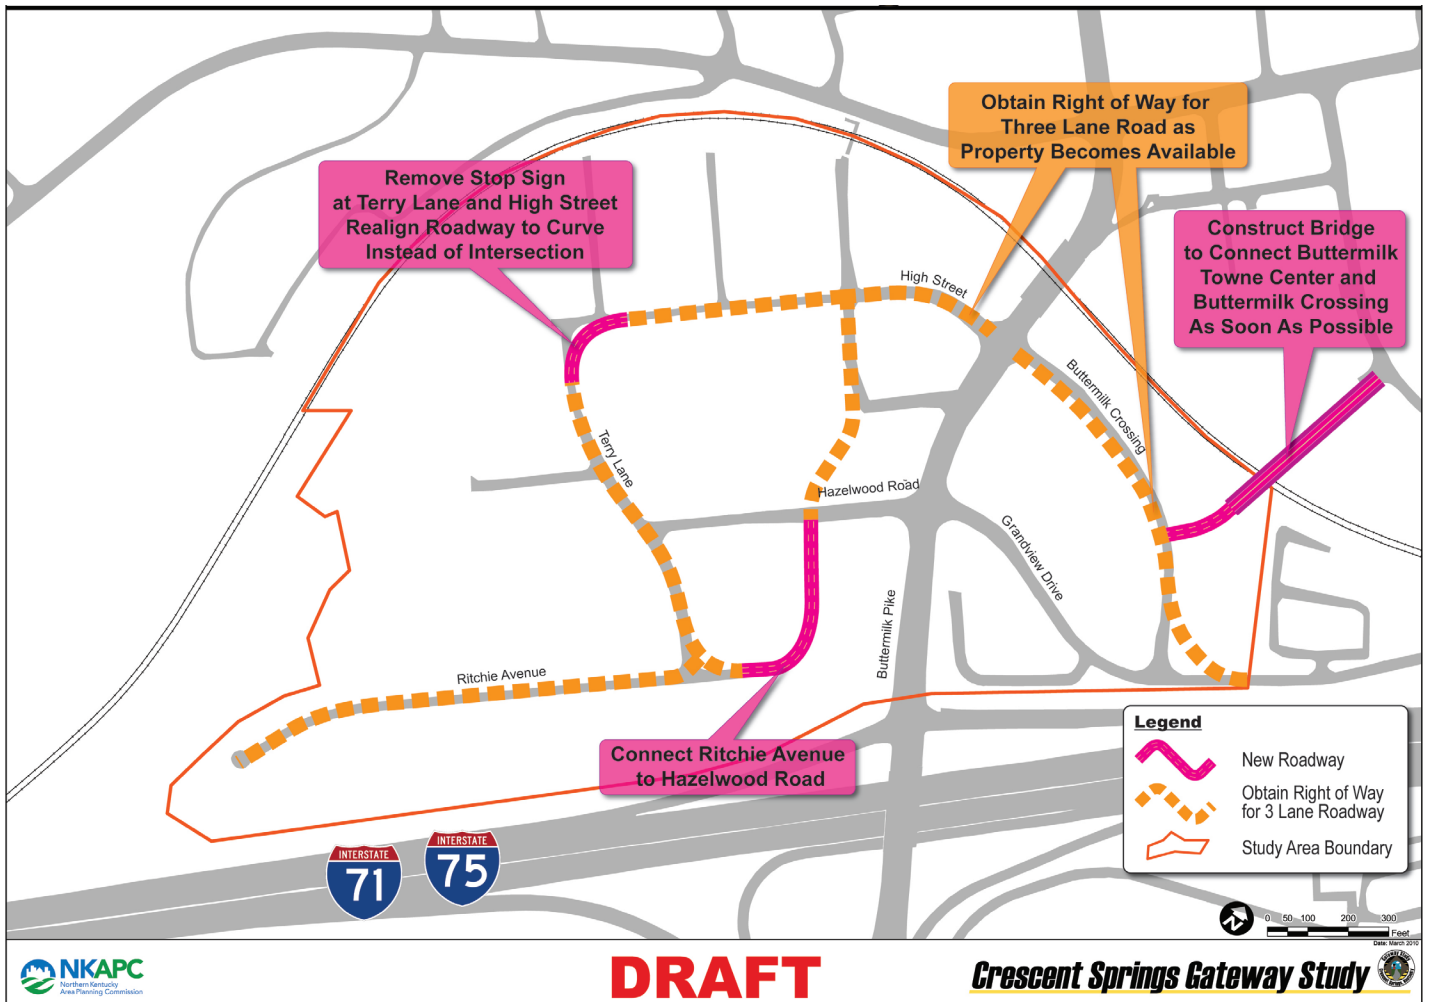 Obtain Right of Way for
Three Lane Road as
Property Becomes Available
Remove Stop Sign
at Terry Lane and High Street
Realign Roadway to Curve
Instead of Intersection
Construct Bridge
to Connect Buttermilk
Towne Center and
Buttermilk Crossing
As Soon As Possible
High Street
Buttermilk Crossing
Terry Lane
Hazelwood Road
Grandview Drive
Buttermilk Pike
Ritchie Avenue
Connect Ritchie Avenue
to Hazelwood Road
Legend
New Roadway
Obtain Right of Way
for 3 Lane Roadway
Study Area Boundary
INTERSTATE
71
INTERSTATE
75
N
0 50 100 200 300
Feet
Date: March 2010
NKAPC
Northern Kentucky
Area Planning Commission
DRAFT
Crescent Springs Gateway Study